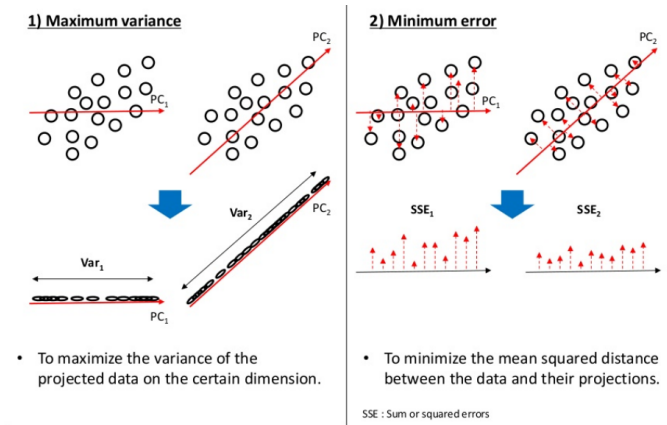 1) Maximum variance
PC2
PC1
Var2
PC2
Var1
PC1
• To maximize the variance of the
projected data on the certain dimension.
2) Minimum error
PC2
PC1
SSE1
SSE2
• To minimize the mean squared distance
between the data and their projections.
SSE : Sum or squared errors